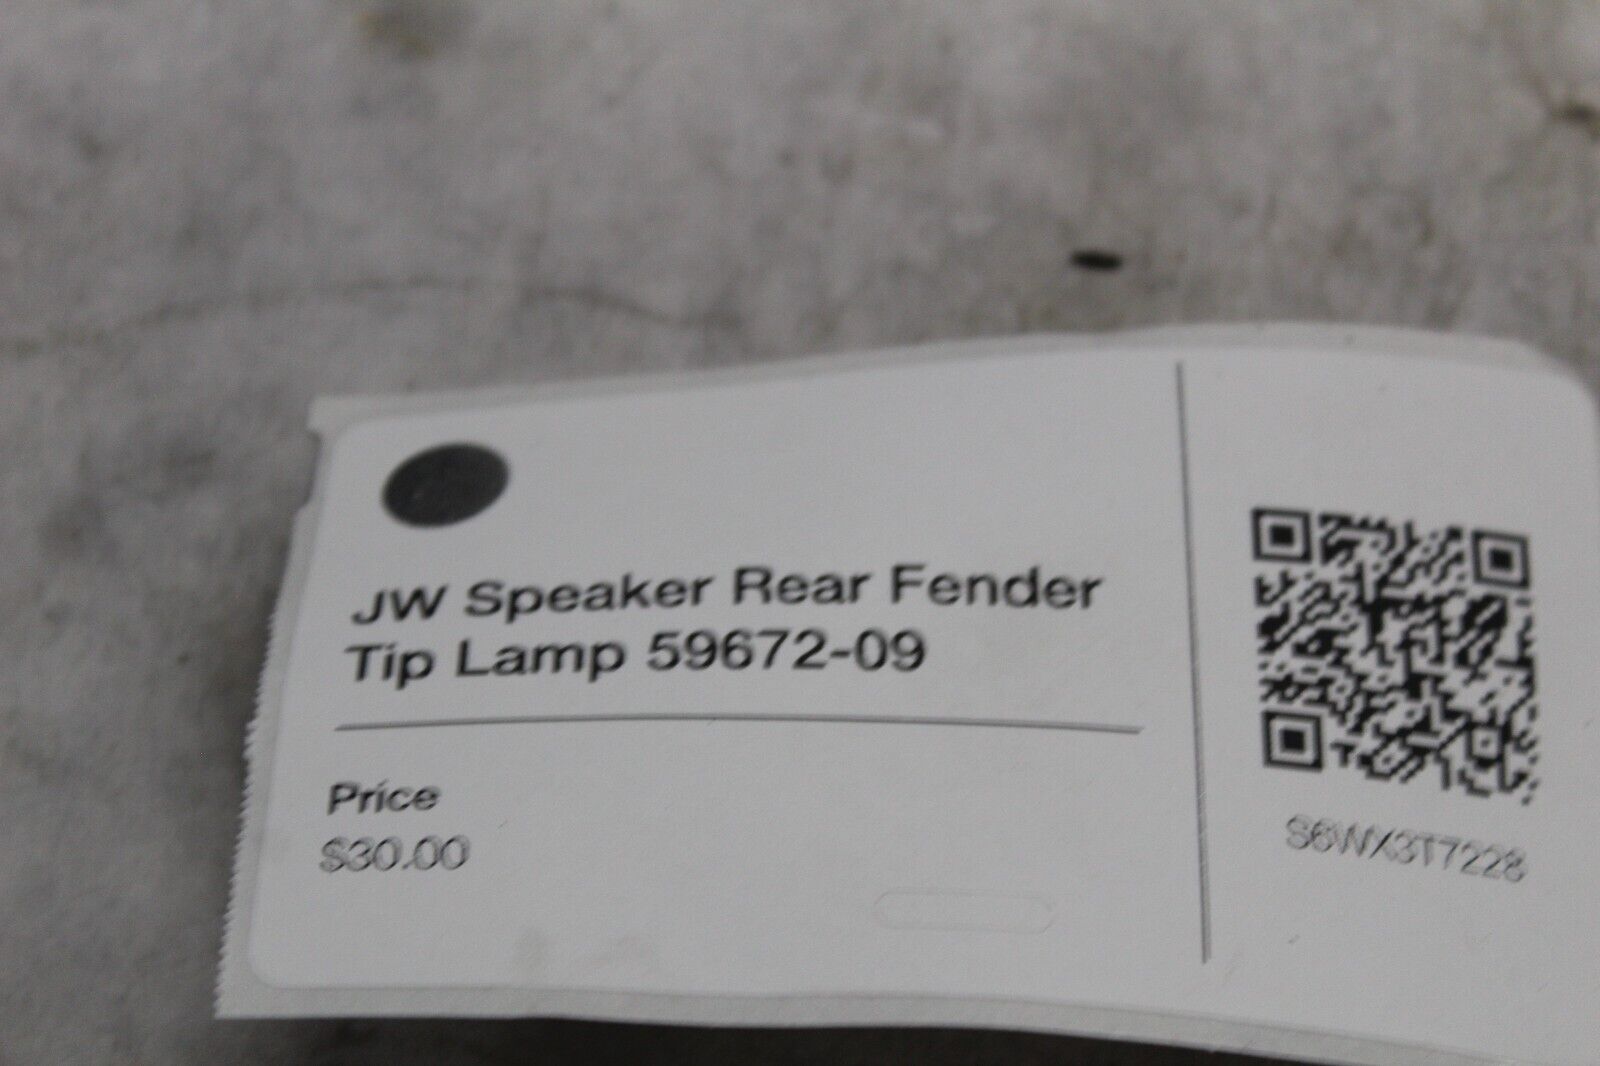 JW Speaker Rear Fender
Tip Lamp 59672-09
Price
$30.00
S6WX3T7228